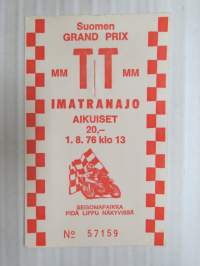 Suomen
GRAND PRIX
MM TT MM
IMATRANAJO
AIKUISET
20,–
1. 8. 76 klo 13
SEISOMAPAIKKA
PIDÄ LIPPU NÄKYVISSÄ
No 57159